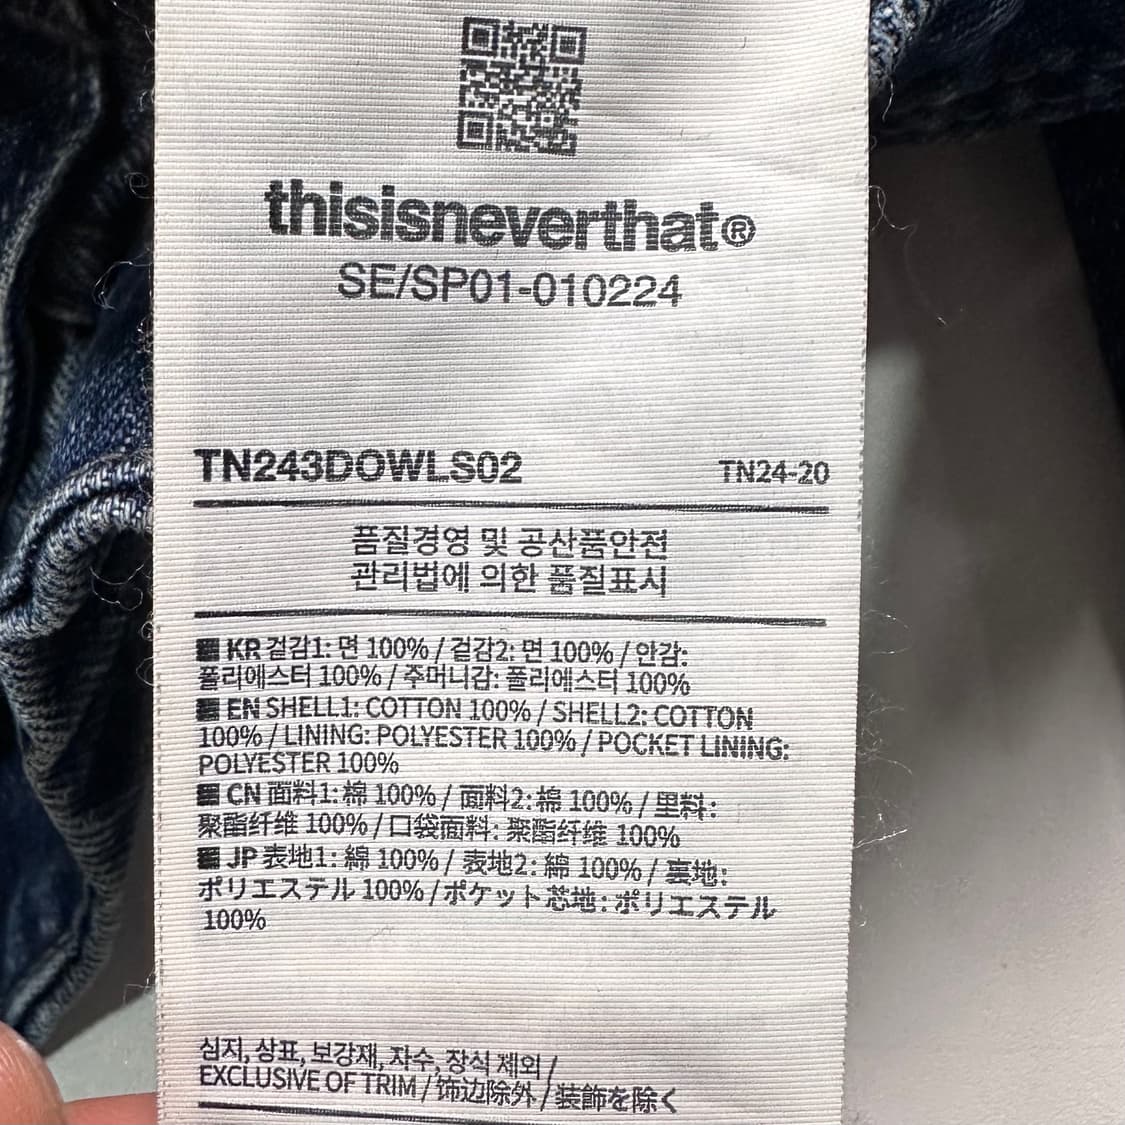 thisisneverthat®
SE/SP01-010224
TN243DOWLS02 TN24-20
품질경영 및 공산품안전
관리법에 의한 품질표시
KR 겉감1: 면 100% / 겉감2: 면 100% / 안감:
폴리에스터 100% / 주머니감: 폴리에스터 100%
EN SHELL1: COTTON 100% / SHELL2: COTTON
100% / LINING: POLYESTER 100% / POCKET LINING:
POLYESTER 100%
CN 面料1: 棉 100% / 面料2: 棉 100% / 里料:
聚酯纤维 100% / 口袋面料: 聚酯纤维 100%
JP 表地1: 綿 100% / 表地2: 綿 100% / 裏地:
ポリエステル 100% / ポケット芯地: ポリエステル
100%
심지, 상표, 보강재, 자수, 장식 제외 /
EXCLUSIVE OF TRIM / 饰边除外 / 装飾を除く